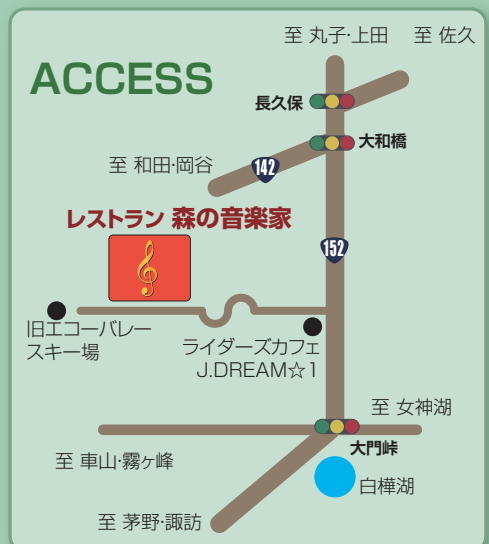 至 丸子・上田
至 佐久
ACCESS
長久保
大和橋
至 和田・岡谷
142
レストラン 森の音楽家
152
旧エコーバレー
スキー場
ライダーズカフェ
J.DREAM☆1
至 女神湖
大門峠
至 車山・霧ヶ峰
白樺湖
至 茅野・諏訪